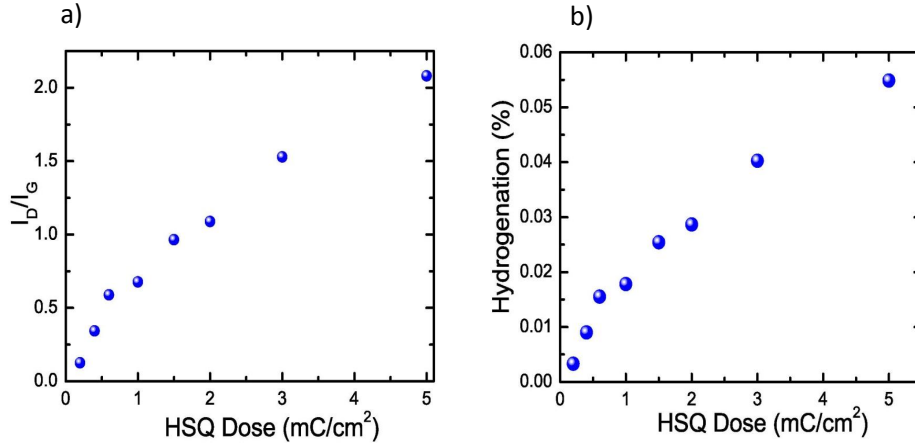 a)
2.0
1.5
1.0
0.5
0.0
I_D/I_G
0 1 2 3 4 5
HSQ Dose (mC/cm²)
b)
0.06
0.05
0.04
0.03
0.02
0.01
0.00
Hydrogenation (%)
0 1 2 3 4 5
HSQ Dose (mC/cm²)